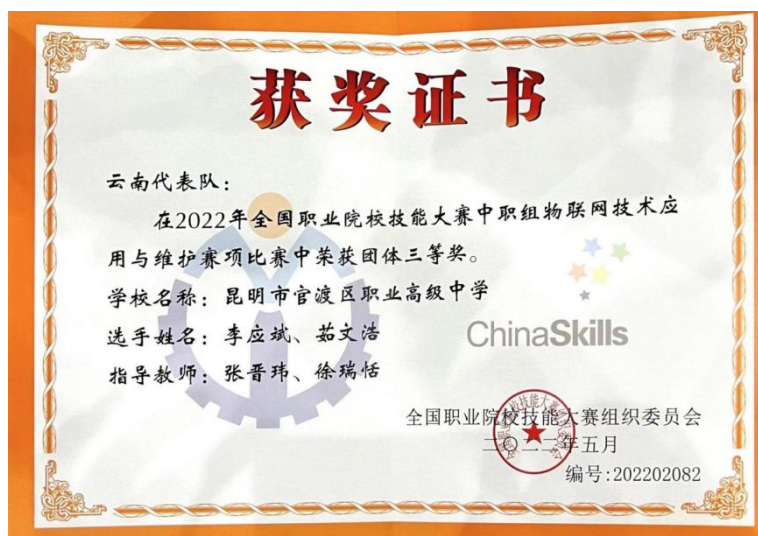 获奖证书
云南代表队：
在2022年全国职业院校技能大赛中职组物联网技术应
用与维护赛项比赛中荣获团体三等奖。
学校名称：昆明市官渡区职业高级中学
选手姓名：李应斌、茹文浩
指导教师：张晋玮、徐瑞恬
ChinaSkills
全国职业院校技能大赛组织委员会
二〇二二年五月
编号:202202082